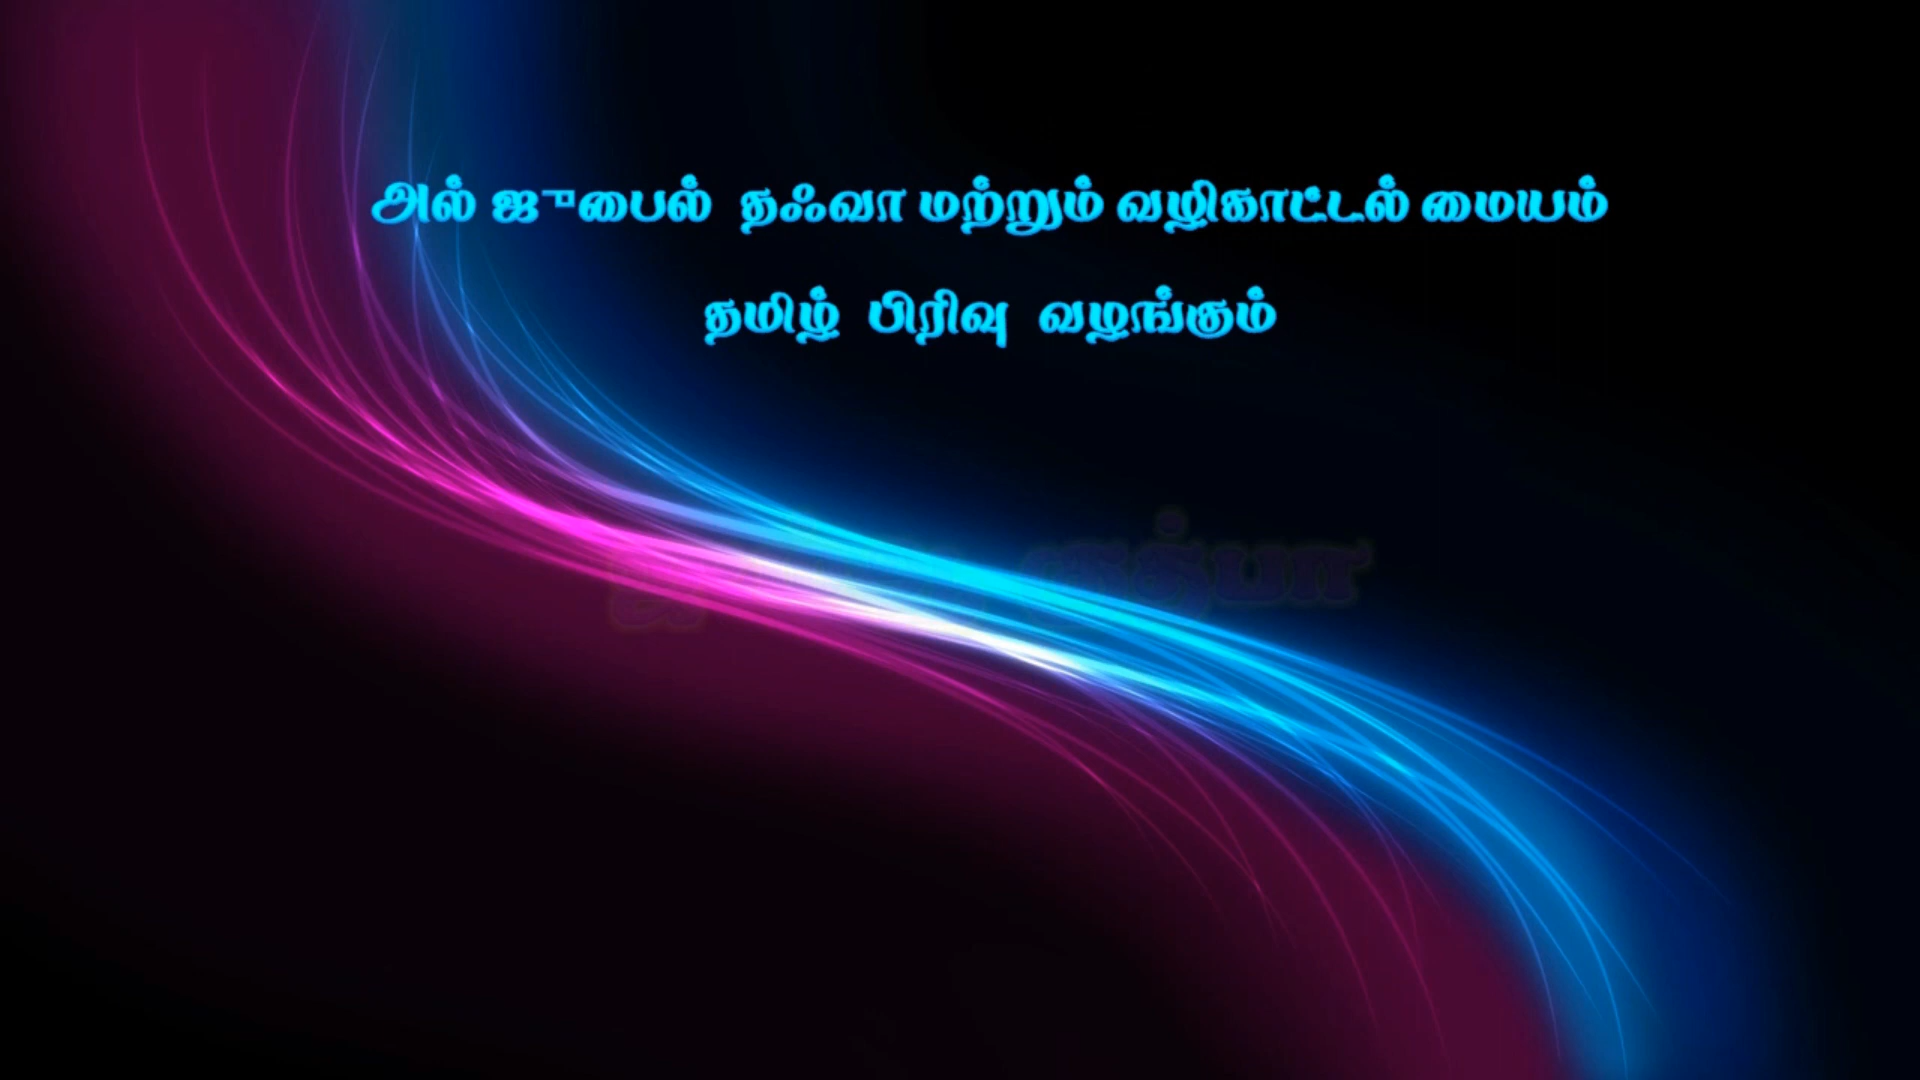 அல் ஜுபைல் தஃவா மற்றும் வழிகாட்டல் மையம்
தமிழ் பிரிவு வழங்கும்
குத்பா